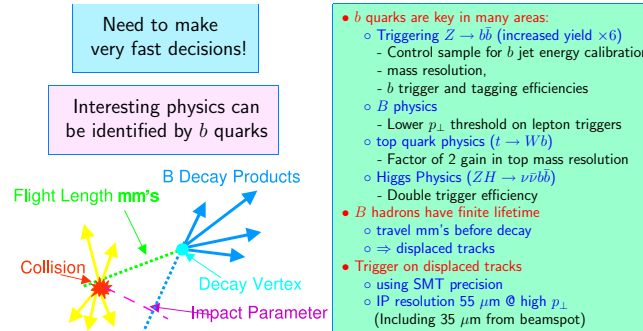 Need to make
very fast decisions!
Interesting physics can
be identified by b quarks
B Decay Products
Flight Length mm's
Collision
Decay Vertex
Impact Parameter
• b quarks are key in many areas:
◦ Triggering Z → bb̄ (increased yield ×6)
- Control sample for b jet energy calibration
- mass resolution,
- b trigger and tagging efficiencies
◦ B physics
- Lower p⊥ threshold on lepton triggers
◦ top quark physics (t → Wb)
- Factor of 2 gain in top mass resolution
◦ Higgs Physics (ZH → νν̄bb̄)
- Double trigger efficiency
• B hadrons have finite lifetime
◦ travel mm's before decay
◦ ⇒ displaced tracks
• Trigger on displaced tracks
◦ using SMT precision
◦ IP resolution 55 μm @ high p⊥
(Including 35 μm from beamspot)